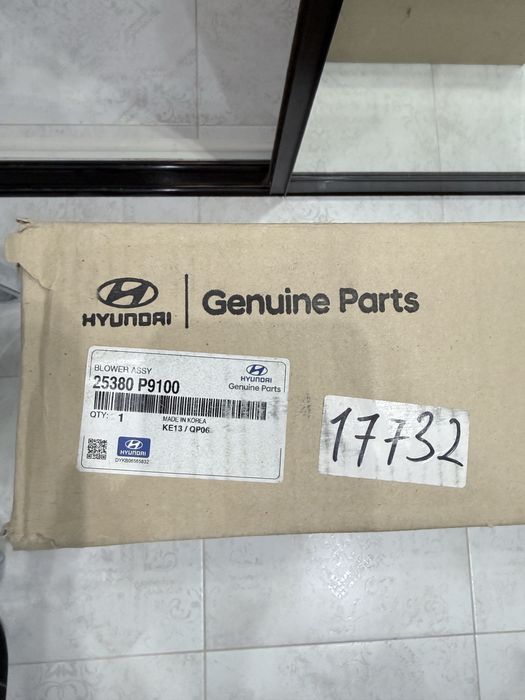 HYUNDAI
Genuine Parts
BLOWER ASSY
25380 P9100
HYUNDAI
Genuine Parts
QTY: 1
MADE IN KOREA
KE13 / QP06
HYUNDAI
DYKB06565832
17732